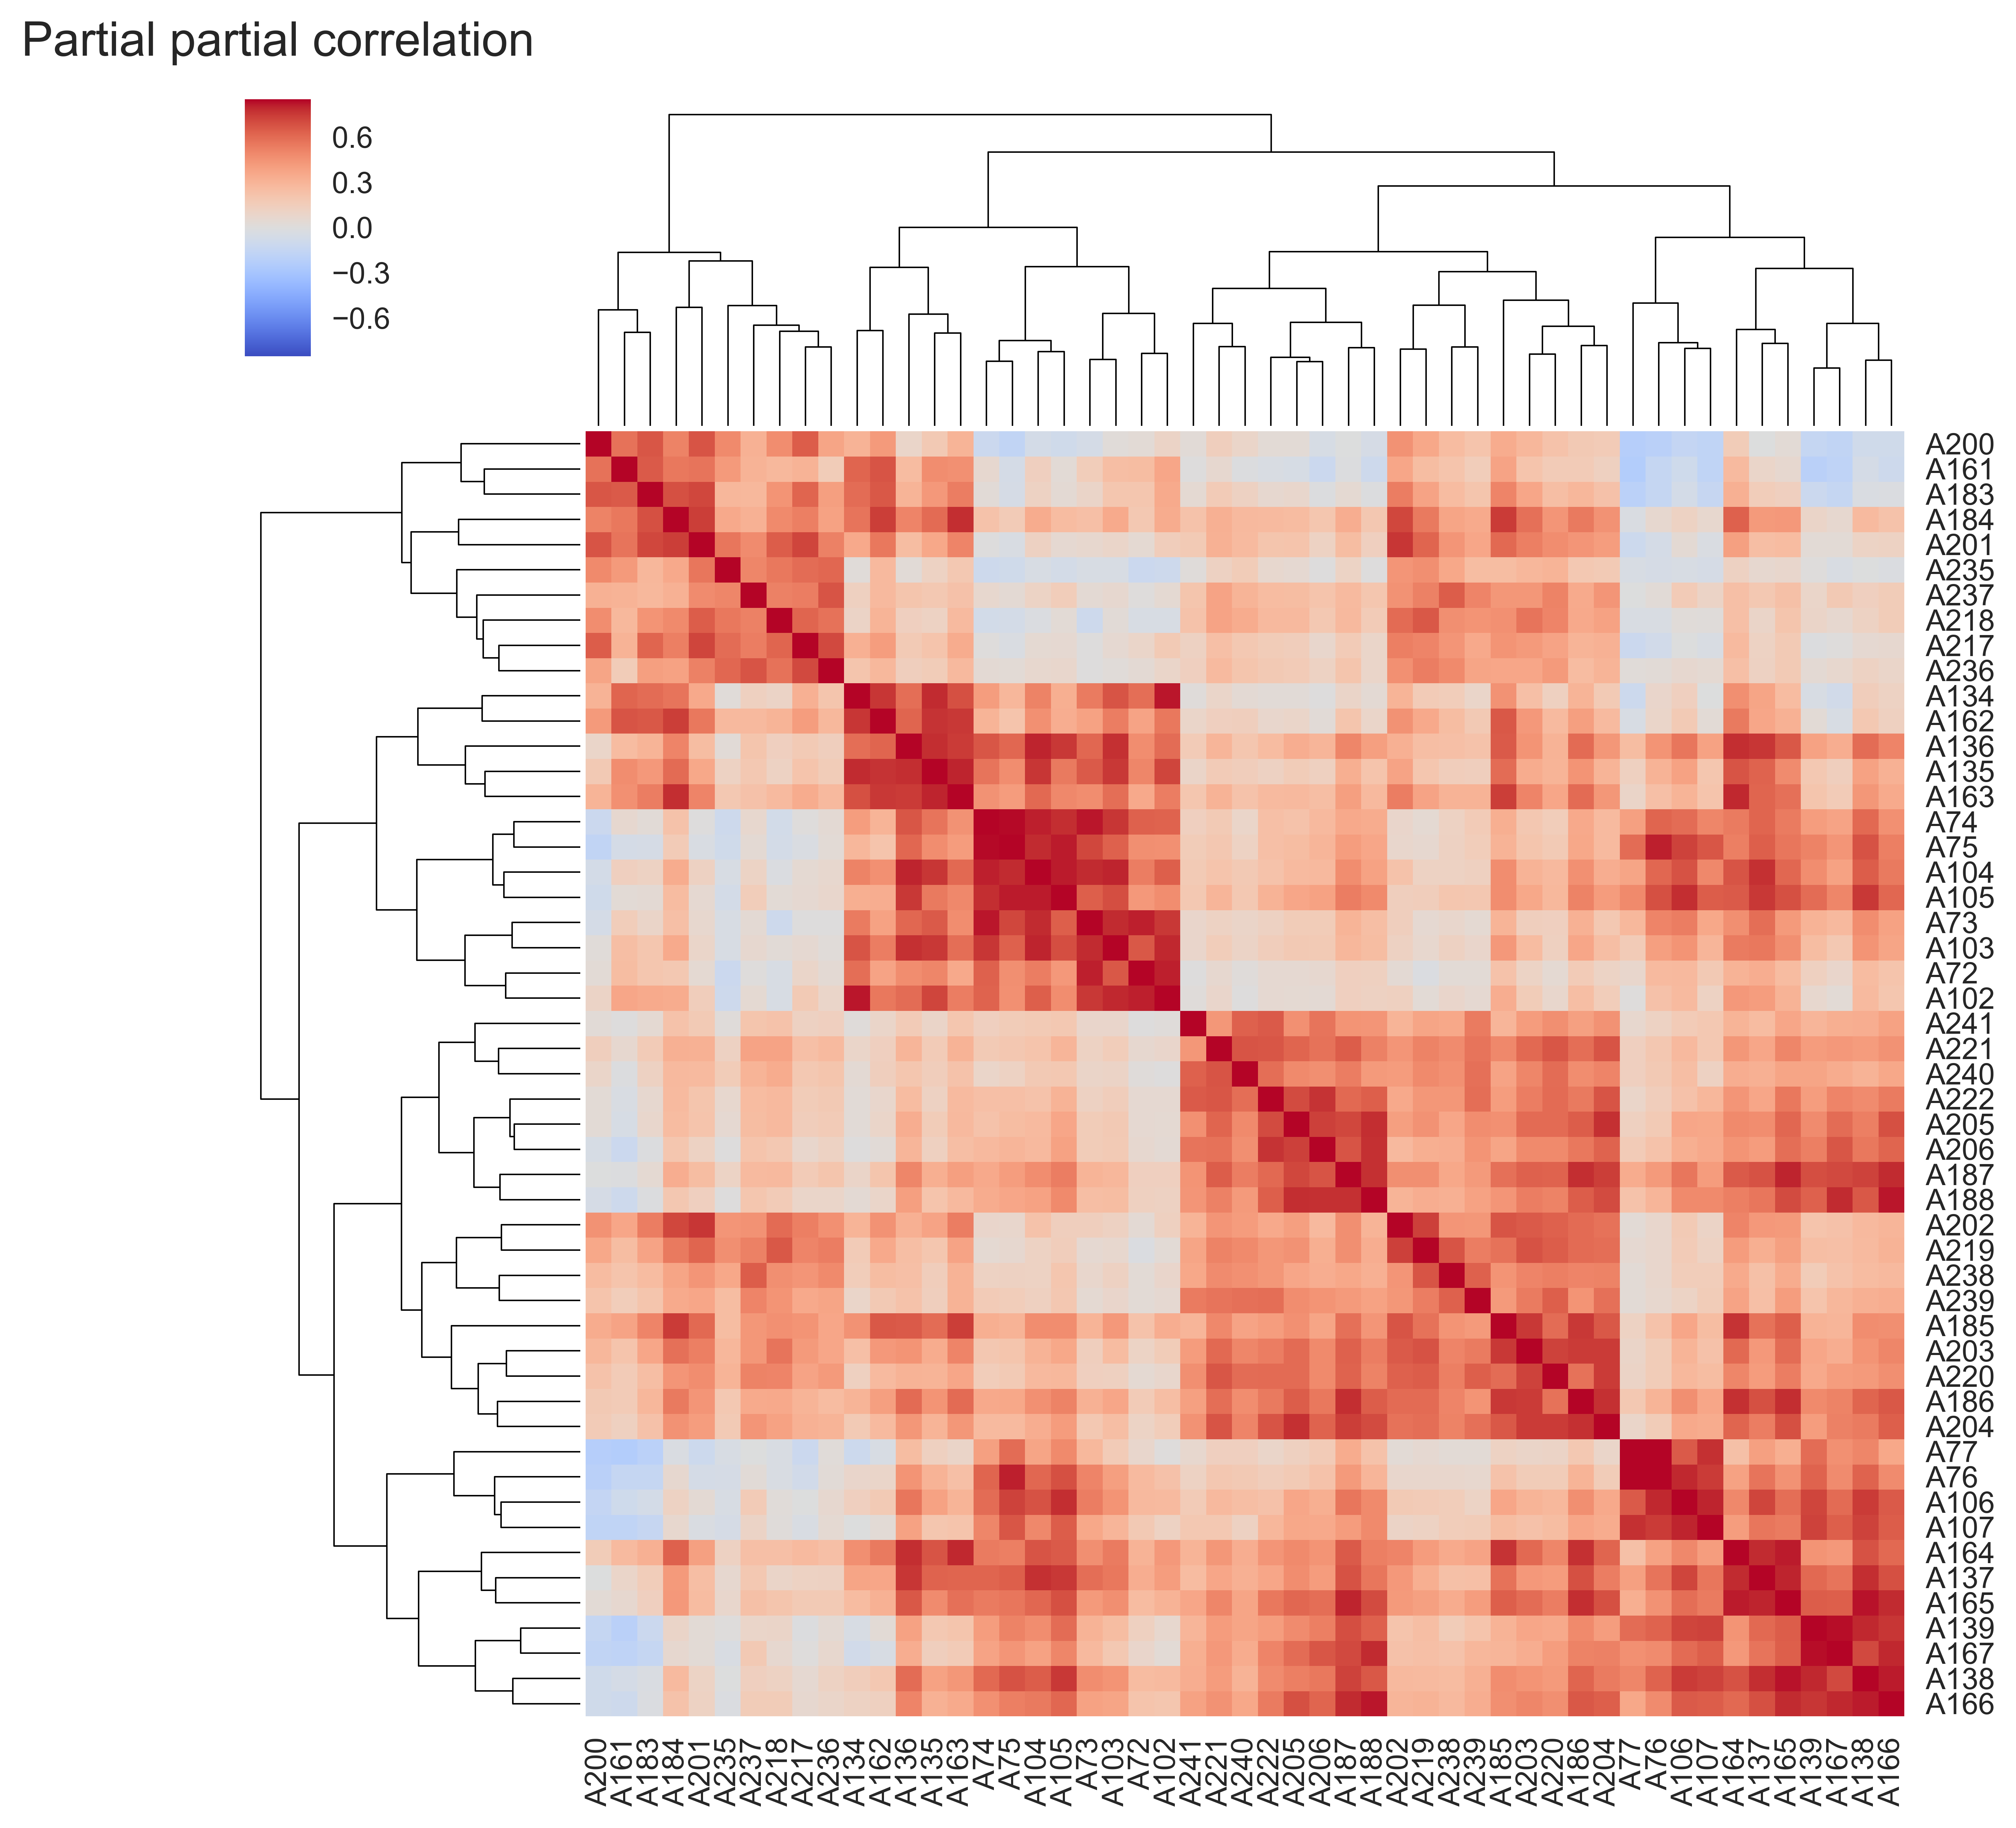 Partial partial correlation
0.6
0.3
0.0
−0.3
−0.6
A200
A161
A183
A184
A201
A235
A237
A218
A217
A236
A134
A162
A136
A135
A163
A74
A75
A104
A105
A73
A103
A72
A102
A241
A221
A240
A222
A205
A206
A187
A188
A202
A219
A238
A239
A185
A203
A220
A186
A204
A77
A76
A106
A107
A164
A137
A165
A139
A167
A138
A166
A200 A161 A183 A184 A201 A235 A237 A218 A217 A236 A134 A162 A136 A135 A163 A74 A75 A104 A105 A73 A103 A72 A102 A241 A221 A240 A222 A205 A206 A187 A188 A202 A219 A238 A239 A185 A203 A220 A186 A204 A77 A76 A106 A107 A164 A137 A165 A139 A167 A138 A166